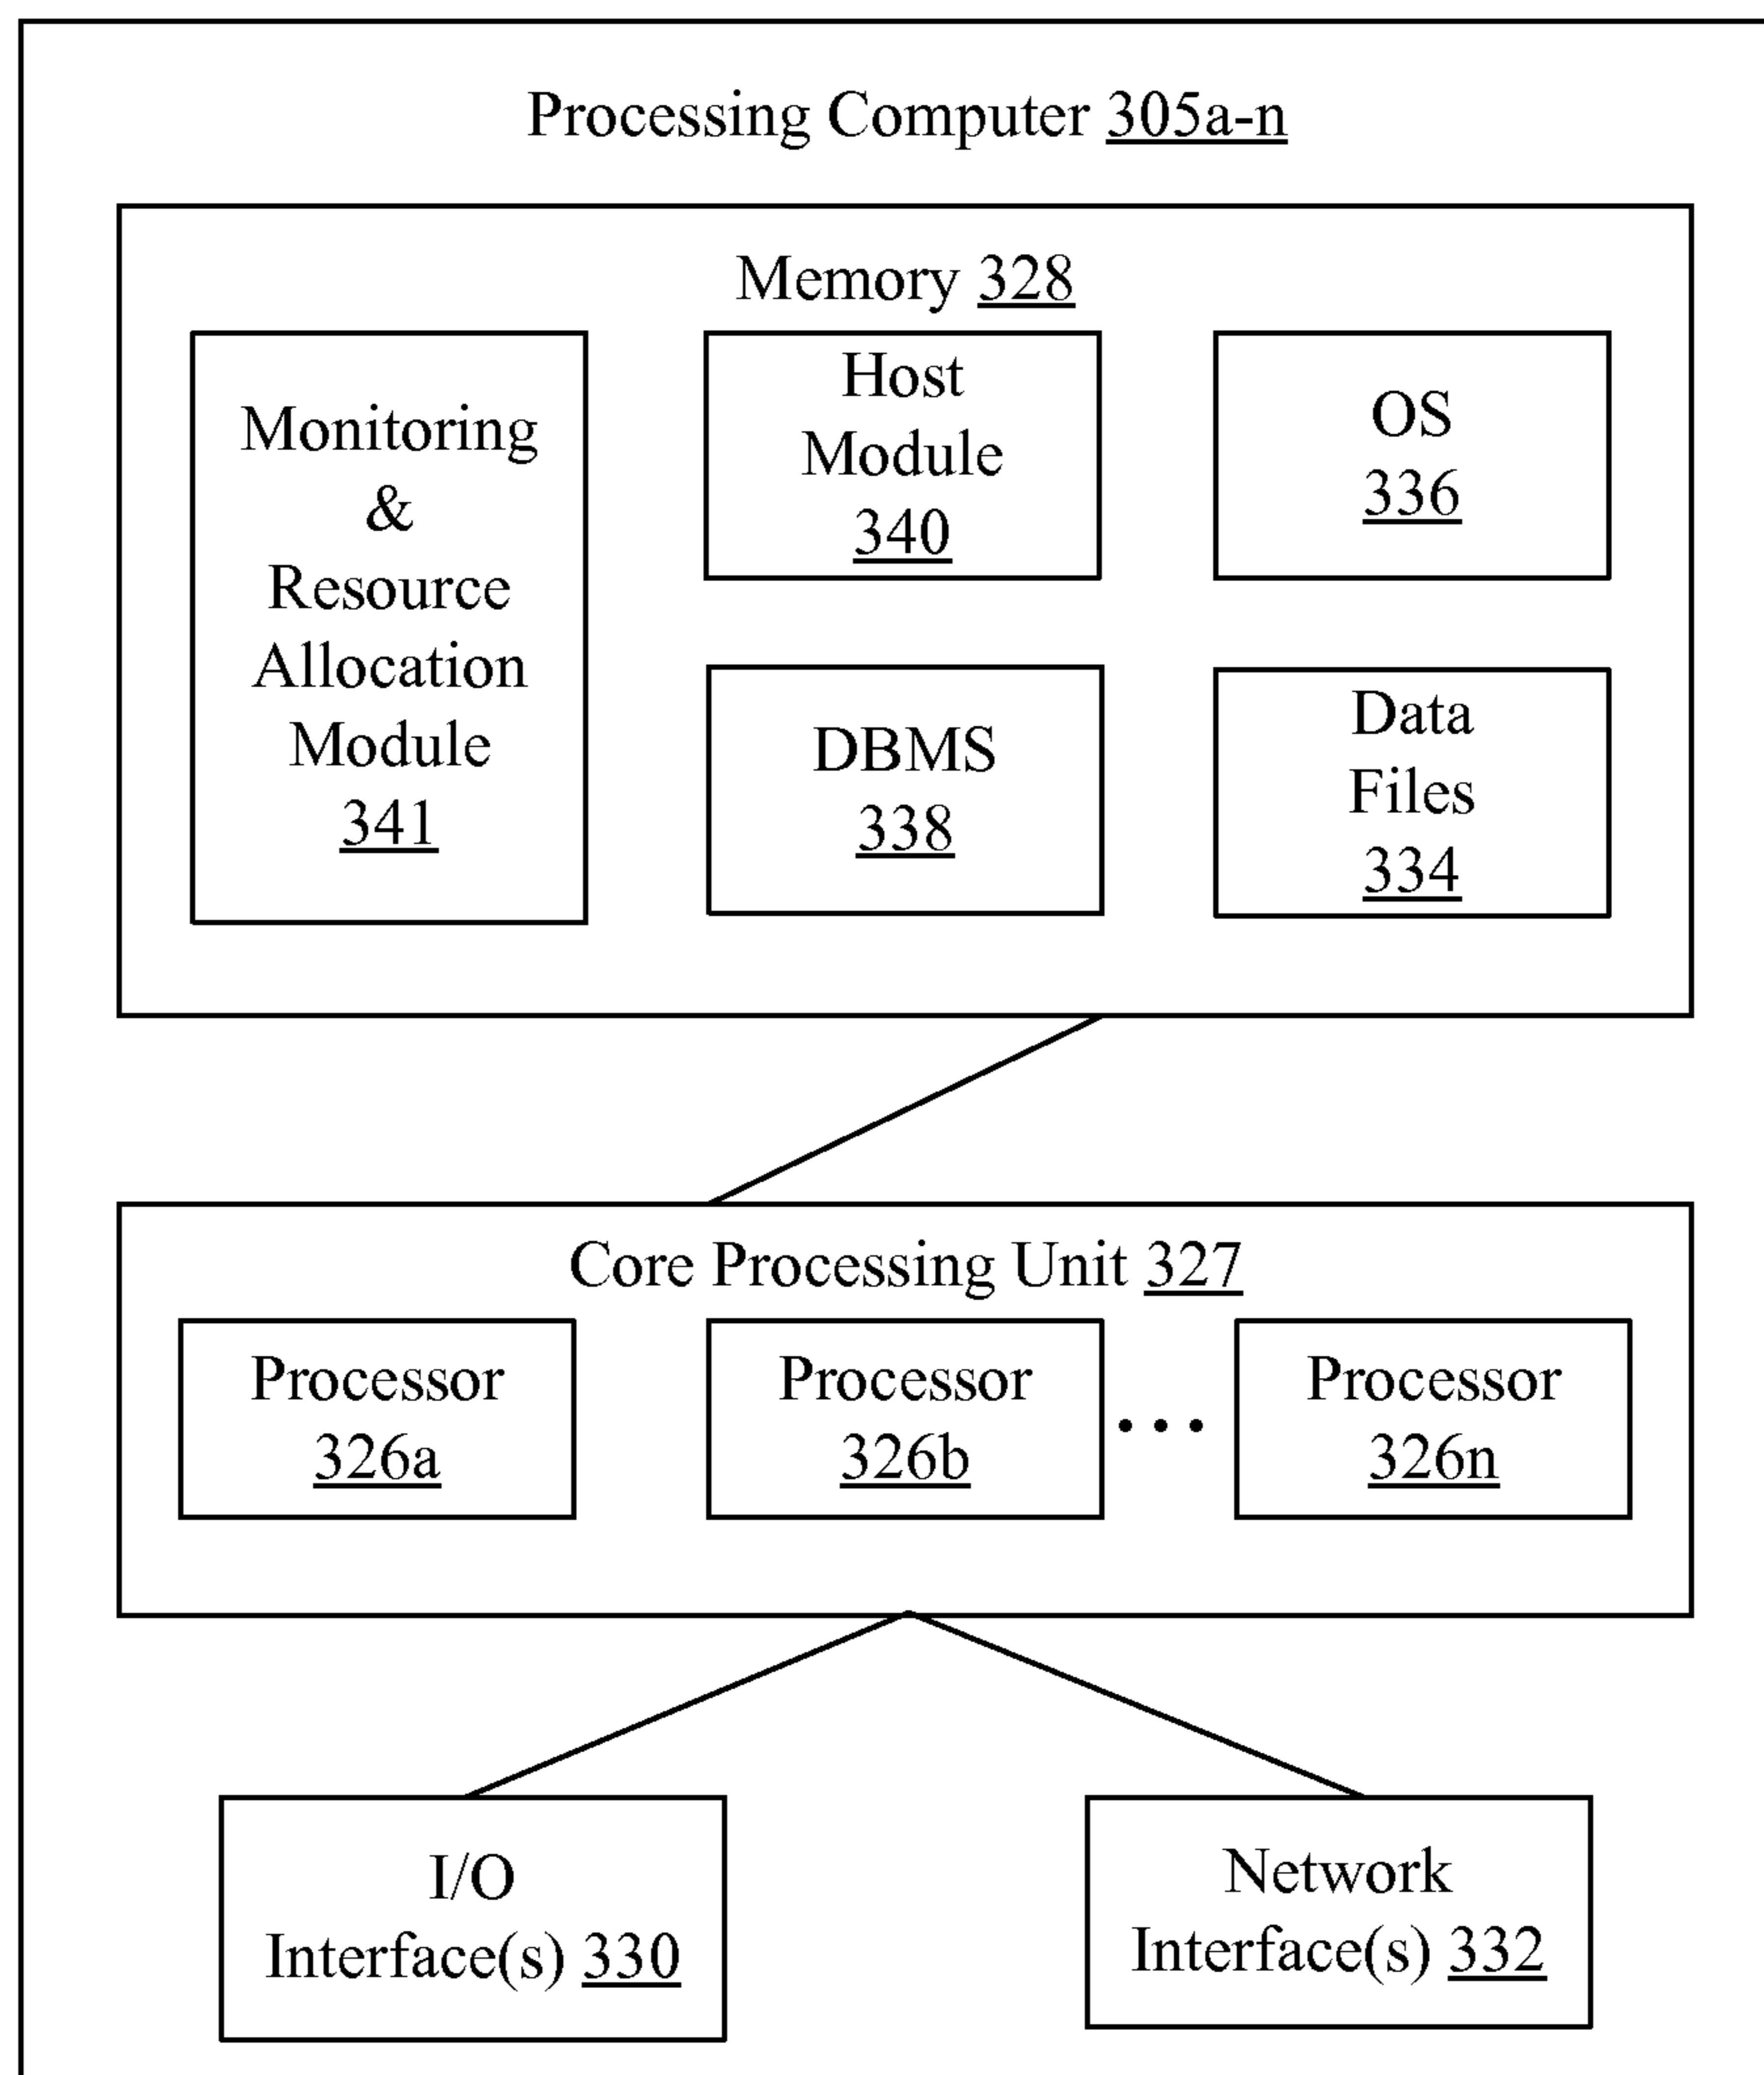 Processing Computer 305a-n
Memory 328
Monitoring
&
Resource
Allocation
Module
341
Host
Module
340
OS
336
DBMS
338
Data
Files
334
Core Processing Unit 327
Processor
326a
Processor
326b
...
Processor
326n
I/O
Interface(s) 330
Network
Interface(s) 332